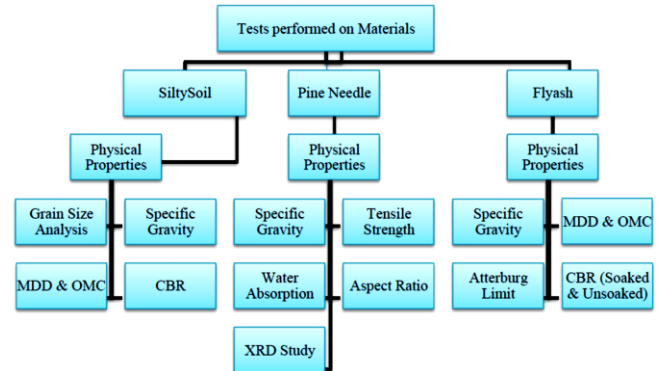 Tests performed on Materials
SiltySoil
Pine Needle
Flyash
Physical
Properties
Physical
Properties
Physical
Properties
Grain Size
Analysis
Specific
Gravity
Specific
Gravity
Tensile
Strength
Specific
Gravity
MDD & OMC
MDD & OMC
CBR
Water
Absorption
Aspect Ratio
Atterburg
Limit
CBR (Soaked
& Unsoaked)
XRD Study